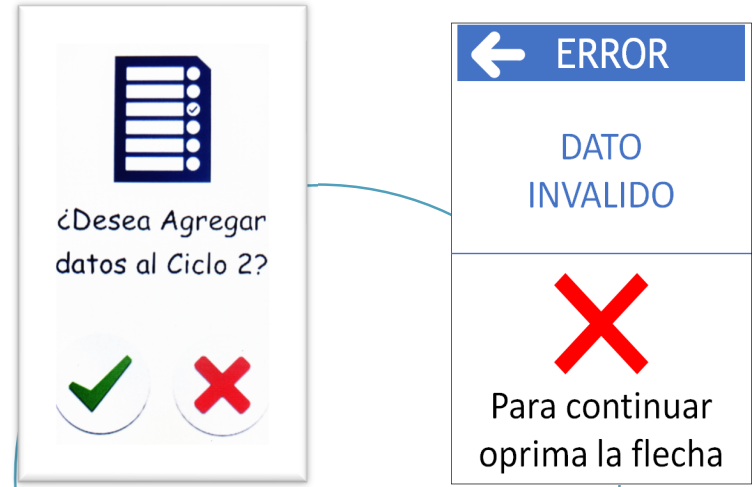 ¿Desea Agregar
datos al Ciclo 2?
ERROR
DATO
INVALIDO
Para continuar
oprima la flecha